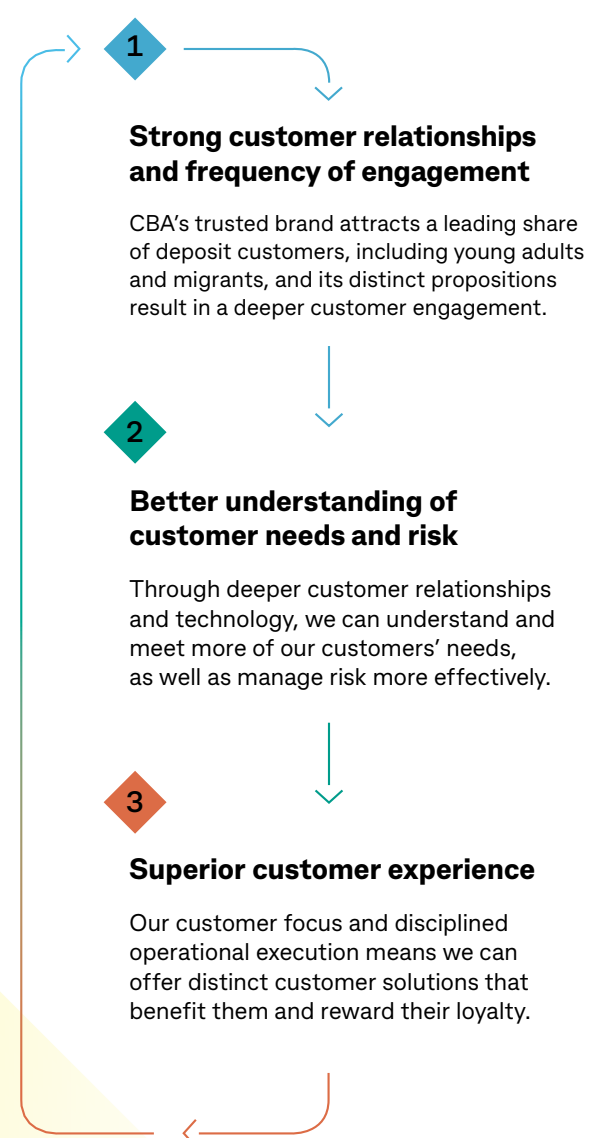 1
Strong customer relationships
and frequency of engagement
CBA's trusted brand attracts a leading share
of deposit customers, including young adults
and migrants, and its distinct propositions
result in a deeper customer engagement.
2
Better understanding of
customer needs and risk
Through deeper customer relationships
and technology, we can understand and
meet more of our customers' needs,
as well as manage risk more effectively.
3
Superior customer experience
Our customer focus and disciplined
operational execution means we can
offer distinct customer solutions that
benefit them and reward their loyalty.